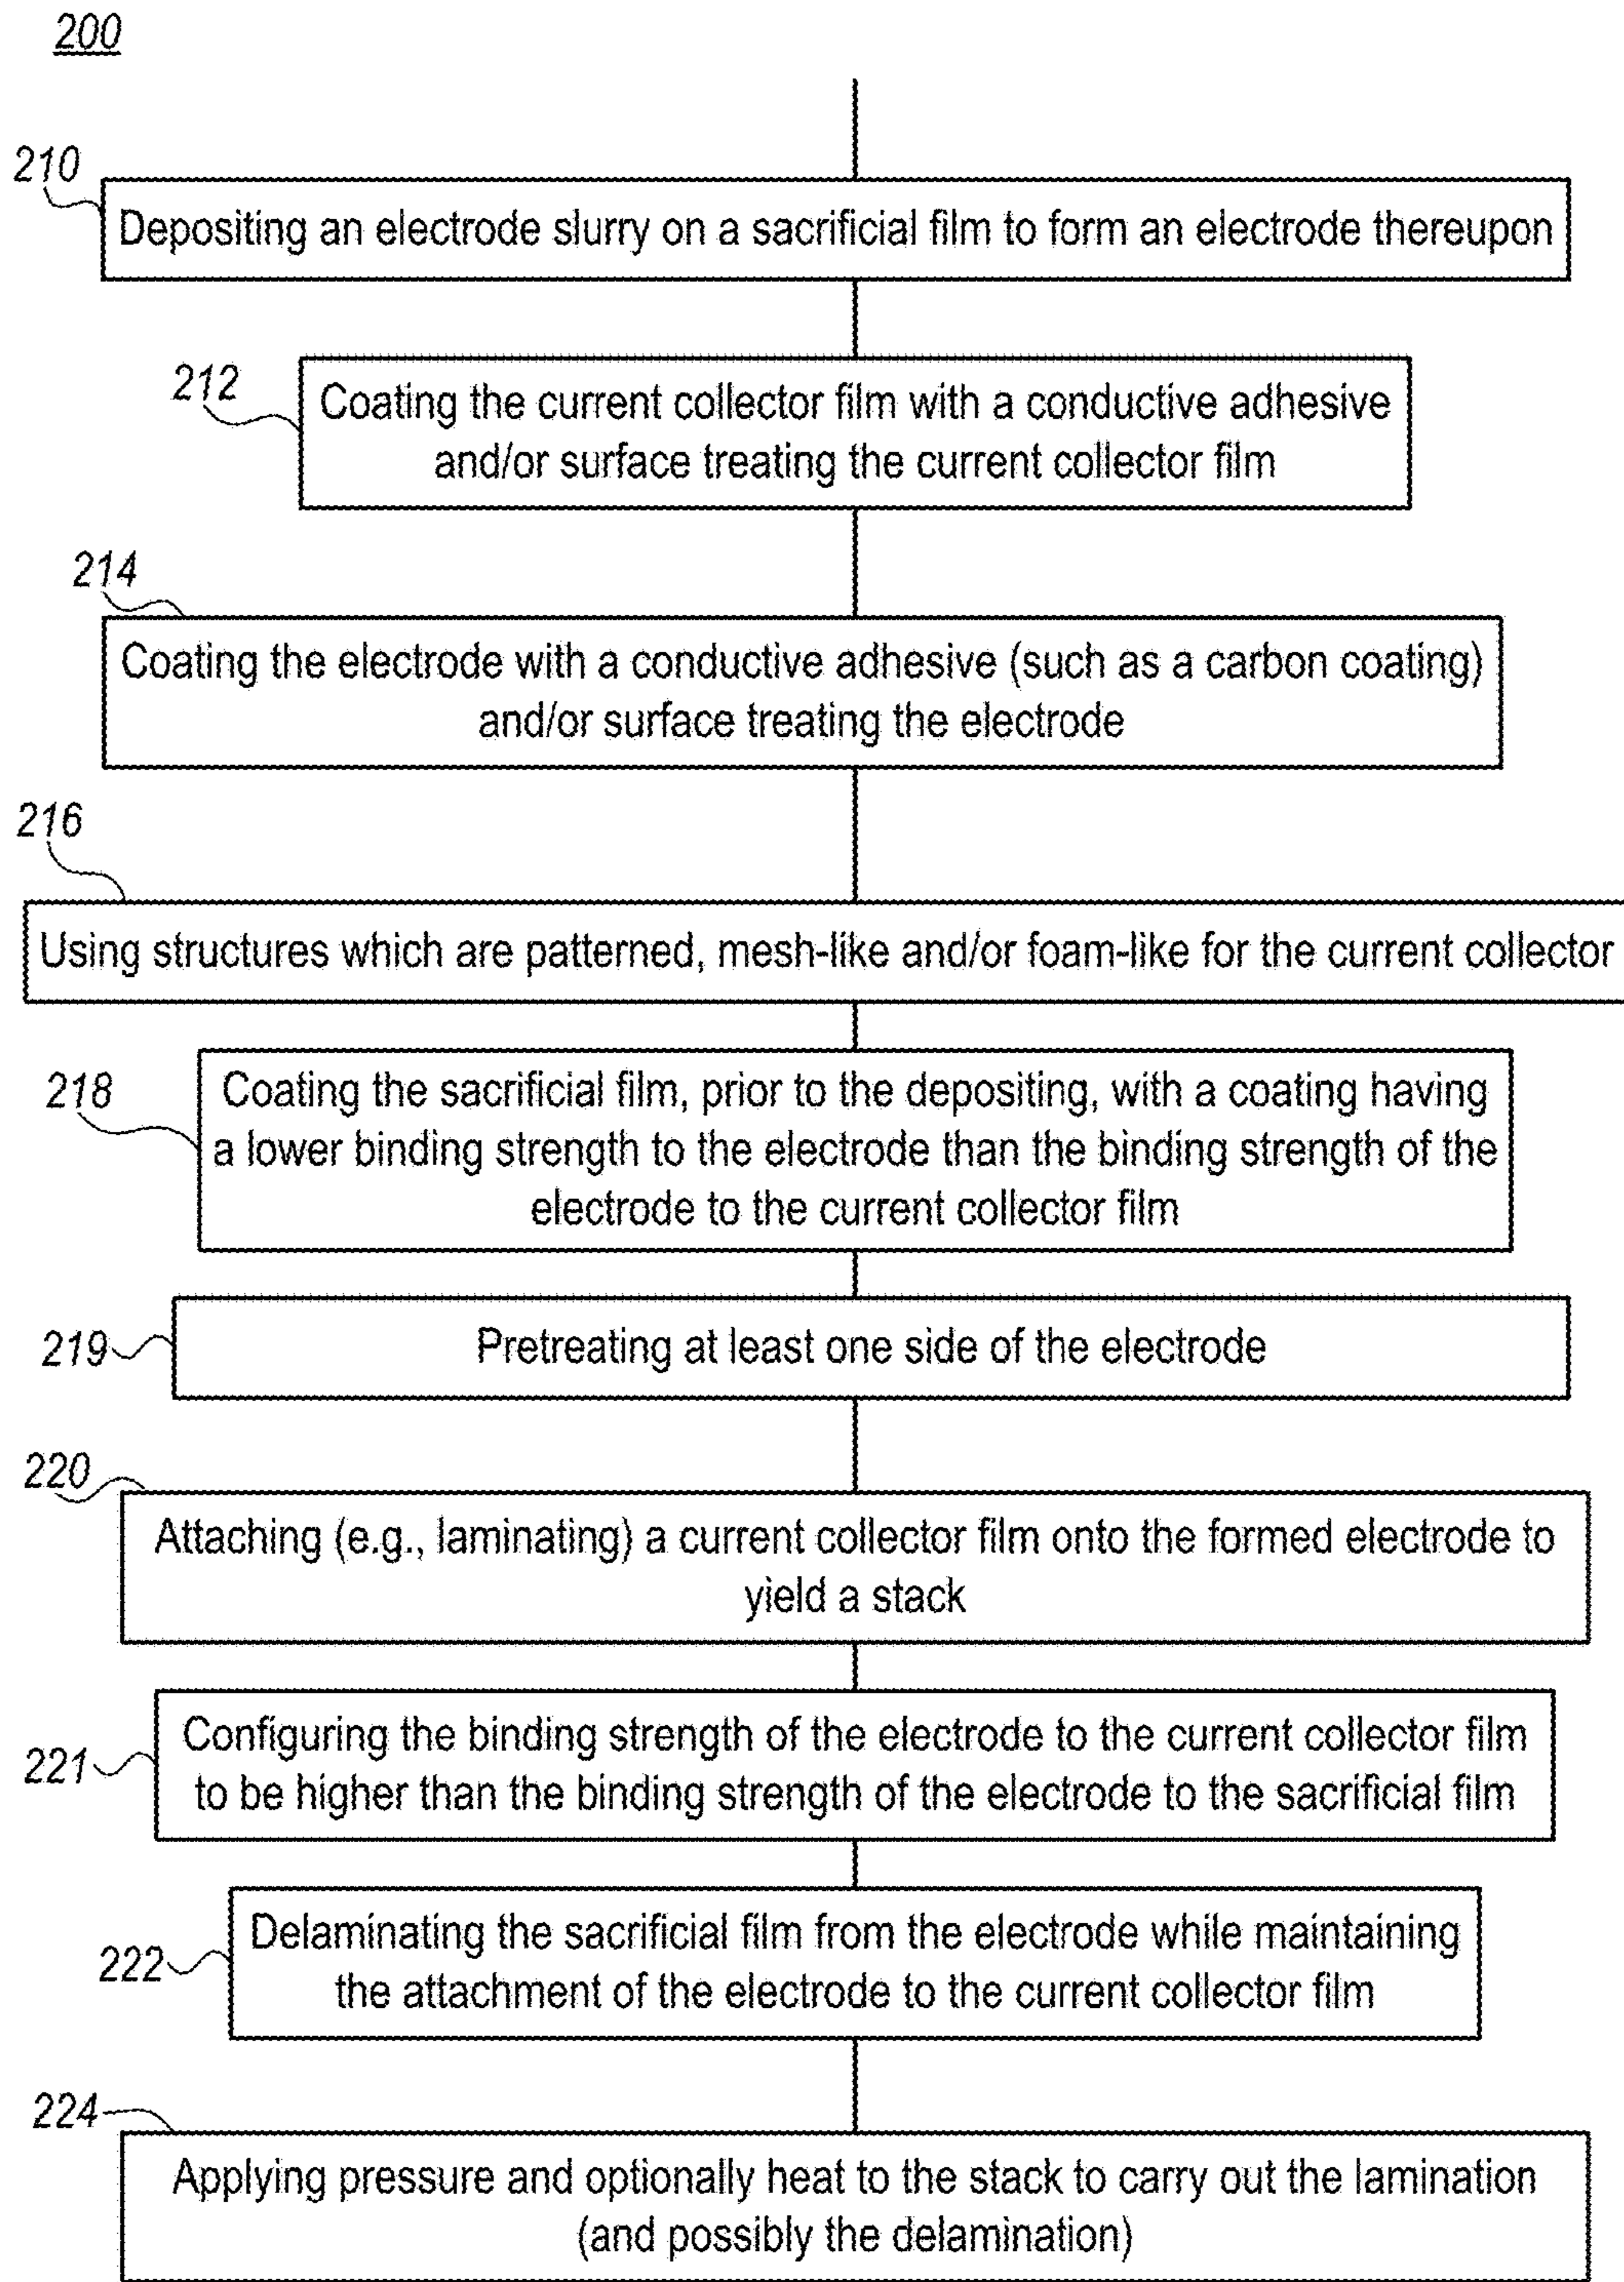 200
210
Depositing an electrode slurry on a sacrificial film to form an electrode thereupon
212
Coating the current collector film with a conductive adhesive
and/or surface treating the current collector film
214
Coating the electrode with a conductive adhesive (such as a carbon coating)
and/or surface treating the electrode
216
Using structures which are patterned, mesh-like and/or foam-like for the current collector
218
Coating the sacrificial film, prior to the depositing, with a coating having
a lower binding strength to the electrode than the binding strength of the
electrode to the current collector film
219
Pretreating at least one side of the electrode
220
Attaching (e.g., laminating) a current collector film onto the formed electrode to
yield a stack
221
Configuring the binding strength of the electrode to the current collector film
to be higher than the binding strength of the electrode to the sacrificial film
222
Delaminating the sacrificial film from the electrode while maintaining
the attachment of the electrode to the current collector film
224
Applying pressure and optionally heat to the stack to carry out the lamination
(and possibly the delamination)